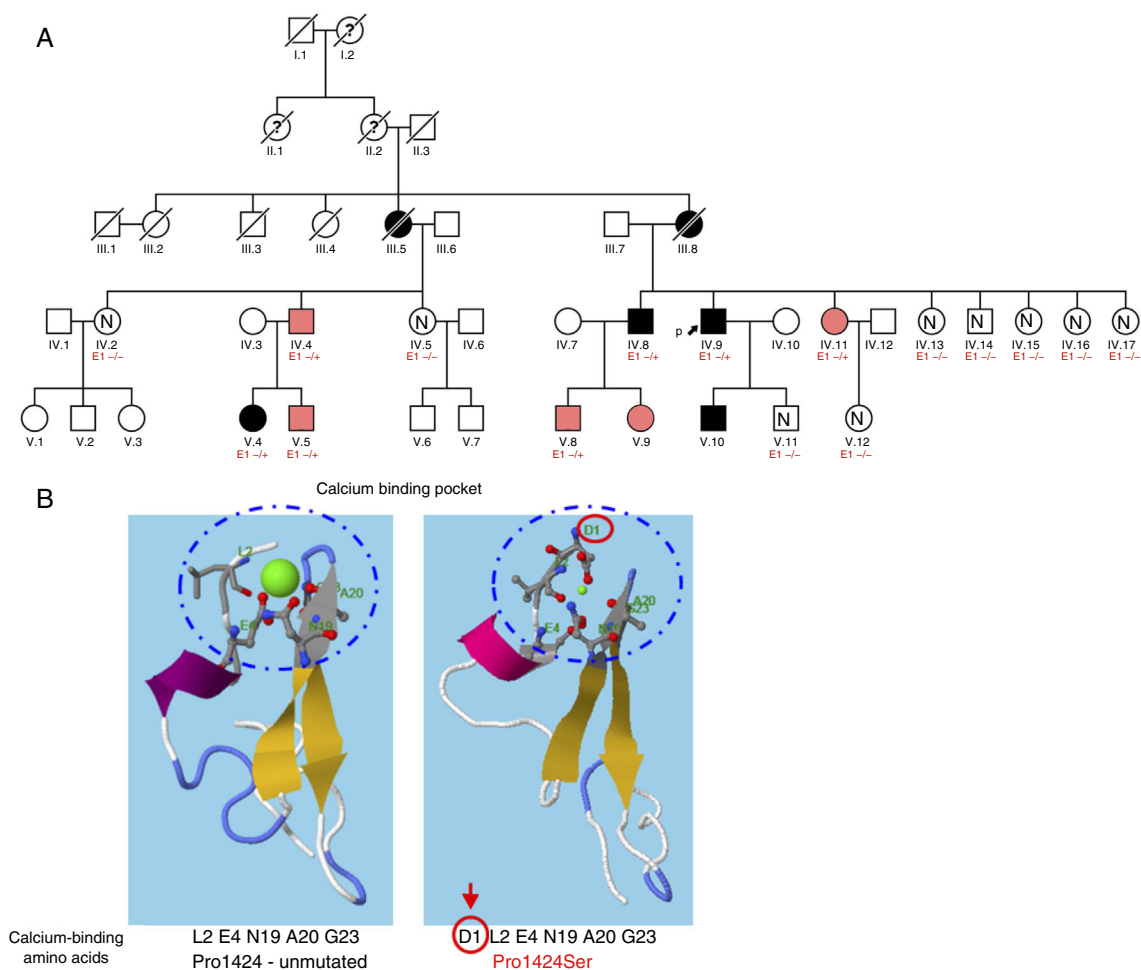 A
? 
I.1 I.2
? ?
II.1 II.2 II.3
III.1 III.2 III.3 III.4 III.5 III.6 III.7 III.8
N N p N N N N N
IV.1 IV.2 IV.3 IV.4 IV.5 IV.6 IV.7 IV.8 IV.9 IV.10 IV.11 IV.12 IV.13 IV.14 IV.15 IV.16 IV.17
E1 –/– E1 –/+ E1 –/– E1 –/+ E1 –/+ E1 –/+ E1 –/– E1 –/– E1 –/– E1 –/– E1 –/–
N N
V.1 V.2 V.3 V.4 V.5 V.6 V.7 V.8 V.9 V.10 V.11 V.12
E1 –/+ E1 –/+ E1 –/+ E1 –/– E1 –/–
B
Calcium binding pocket
L2 A20 E4 N19
D1 A20 G23 E4
Calcium-binding
amino acids
L2 E4 N19 A20 G23
D1 L2 E4 N19 A20 G23
Pro1424 - unmutated
Pro1424Ser